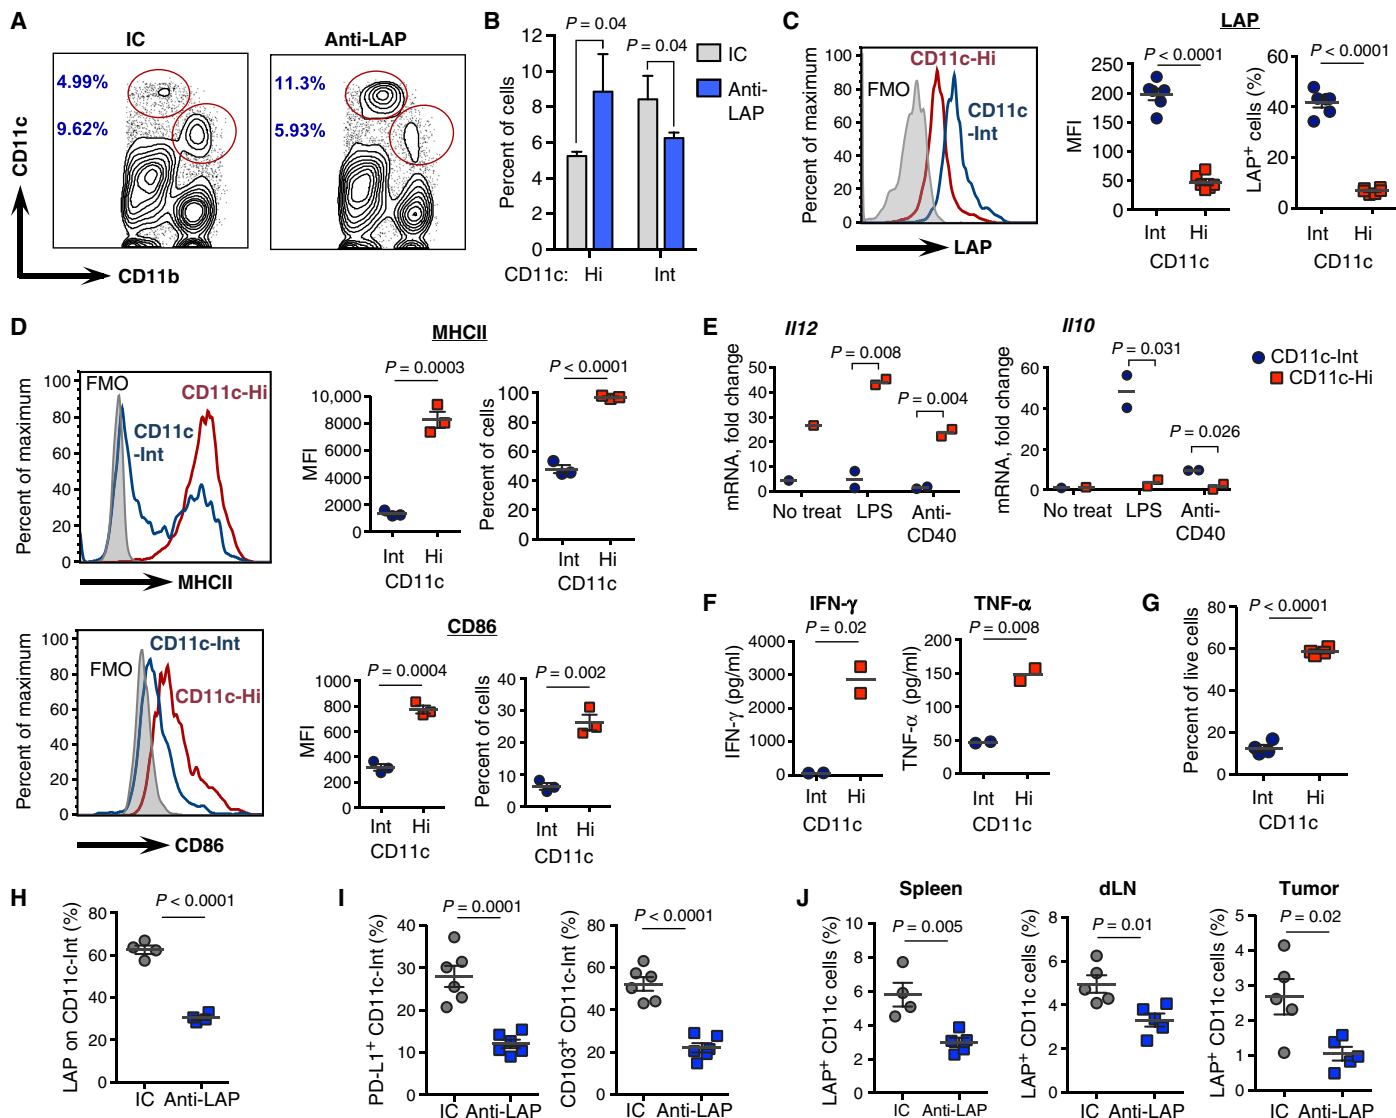 A
IC
Anti-LAP
4.99%
9.62%
11.3%
5.93%
CD11c
CD11b
B
P = 0.04
P = 0.04
IC
Anti-
LAP
Percent of cells
12
10
8
6
4
2
0
CD11c: Hi Int
C
LAP
Percent of maximum
100
80
60
40
20
0
CD11c-Hi
FMO
CD11c
-Int
LAP
P < 0.0001
MFI
250
200
150
100
50
0
Int Hi
CD11c
P < 0.0001
LAP⁺ cells (%)
60
40
20
0
Int Hi
CD11c
D
MHCII
Percent of maximum
100
80
60
40
20
0
FMO
CD11c-Hi
CD11c
-Int
MHCII
P = 0.0003
MFI
10,000
8000
6000
4000
2000
0
Int Hi
CD11c
P < 0.0001
Percent of cells
100
80
60
40
20
0
Int Hi
CD11c
CD86
Percent of maximum
100
80
60
40
20
0
CD11c-Int
FMO
CD11c-Hi
CD86
P = 0.0004
MFI
1000
800
600
400
200
0
Int Hi
CD11c
P = 0.002
Percent of cells
40
30
20
10
0
Int Hi
CD11c
E
Il12
mRNA, fold change
50
40
30
20
10
0
P = 0.008
P = 0.004
No treat LPS Anti-
CD40
Il10
mRNA, fold change
60
40
20
0
P = 0.031
P = 0.026
No treat LPS Anti-
CD40
CD11c-Int
CD11c-Hi
F
IFN-γ
P = 0.02
IFN-γ (pg/ml)
4000
3000
2000
1000
0
Int Hi
CD11c
TNF-α
P = 0.008
TNF-α (pg/ml)
200
150
100
50
0
Int Hi
CD11c
G
P < 0.0001
Percent of live cells
80
60
40
20
0
Int Hi
CD11c
H
P < 0.0001
LAP on CD11c-Int (%)
80
60
40
20
0
IC Anti-LAP
I
P = 0.0001
PD-L1⁺ CD11c-Int (%)
40
30
20
10
0
IC Anti-LAP
P < 0.0001
CD103⁺ CD11c-Int (%)
80
60
40
20
0
IC Anti-LAP
J
Spleen
P = 0.005
LAP⁺ CD11c cells (%)
10
8
6
4
2
0
IC Anti-LAP
dLN
P = 0.01
LAP⁺ CD11c cells (%)
8
6
4
2
0
IC Anti-LAP
Tumor
P = 0.02
LAP⁺ CD11c cells (%)
5
4
3
2
1
0
IC Anti-LAP